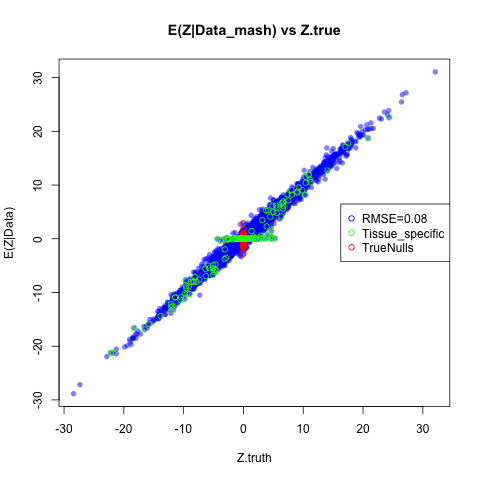 E(Z|Data_mash) vs Z.true
E(Z|Data)
30
20
10
0
-10
-20
-30
RMSE=0.08
Tissue_specific
TrueNulls
-30 -20 -10 0 10 20 30
Z.truth